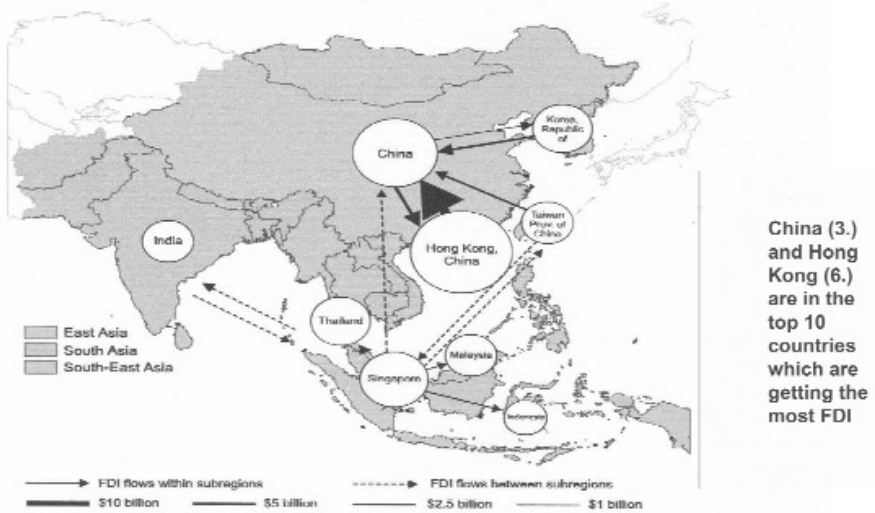 Korea,
Republic
of
China
Taiwan
Prov. of
China
India
Hong Kong,
China
China (3.)
and Hong
Kong (6.)
are in the
top 10
countries
which are
getting the
most FDI
Thailand
Malaysia
Singapore
Indonesia
East Asia
South Asia
South-East Asia
FDI flows within subregions
FDI flows between subregions
$10 billion
$5 billion
$2.5 billion
$1 billion